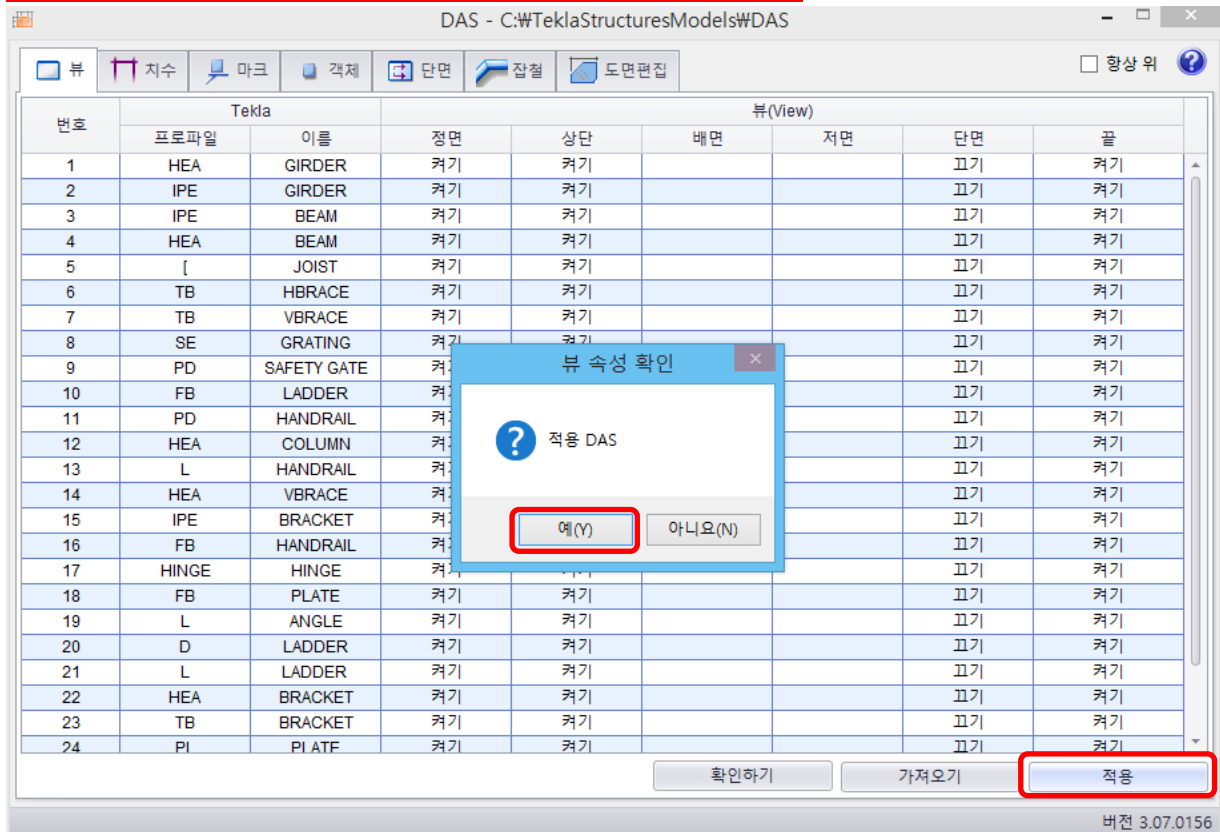 DAS - C:₩TeklaStructuresModels₩DAS
뷰 치수 마크 객체 단면 잡철 도면편집 항상 위
번호 Tekla 뷰(View)
프로파일 이름 정면 상단 배면 저면 단면 끝
1 HEA GIRDER 켜기 켜기 끄기 켜기
2 IPE GIRDER 켜기 켜기 끄기 켜기
3 IPE BEAM 켜기 켜기 끄기 켜기
4 HEA BEAM 켜기 켜기 끄기 켜기
5 [ JOIST 켜기 켜기 끄기 켜기
6 TB HBRACE 켜기 켜기 끄기 켜기
7 TB VBRACE 켜기 켜기 끄기 켜기
8 SE GRATING 켜기 켜기 끄기 켜기
9 PD SAFETY GATE 끄기 켜기
10 FB LADDER 끄기 켜기
11 PD HANDRAIL 끄기 켜기
12 HEA COLUMN 끄기 켜기
13 L HANDRAIL 끄기 켜기
14 HEA VBRACE 끄기 켜기
15 IPE BRACKET 끄기 켜기
16 FB HANDRAIL 끄기 켜기
17 HINGE HINGE 끄기 켜기
18 FB PLATE 켜기 켜기 끄기 켜기
19 L ANGLE 켜기 켜기 끄기 켜기
20 D LADDER 켜기 켜기 끄기 켜기
21 L LADDER 켜기 켜기 끄기 켜기
22 HEA BRACKET 켜기 켜기 끄기 켜기
23 TB BRACKET 켜기 켜기 끄기 켜기
24 PL PLATE 켜기 켜기 끄기 켜기
뷰 속성 확인
적용 DAS
예(Y) 아니요(N)
확인하기 가져오기 적용
버전 3.07.0156